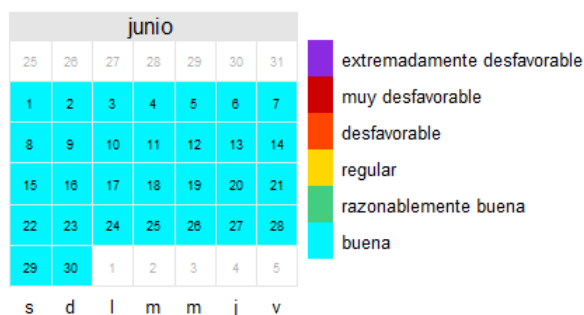 junio
25 26 27 28 29 30 31
1 2 3 4 5 6 7
8 9 10 11 12 13 14
15 16 17 18 19 20 21
22 23 24 25 26 27 28
29 30 1 2 3 4 5
s d l m m j v
extremadamente desfavorable
muy desfavorable
desfavorable
regular
razonablemente buena
buena